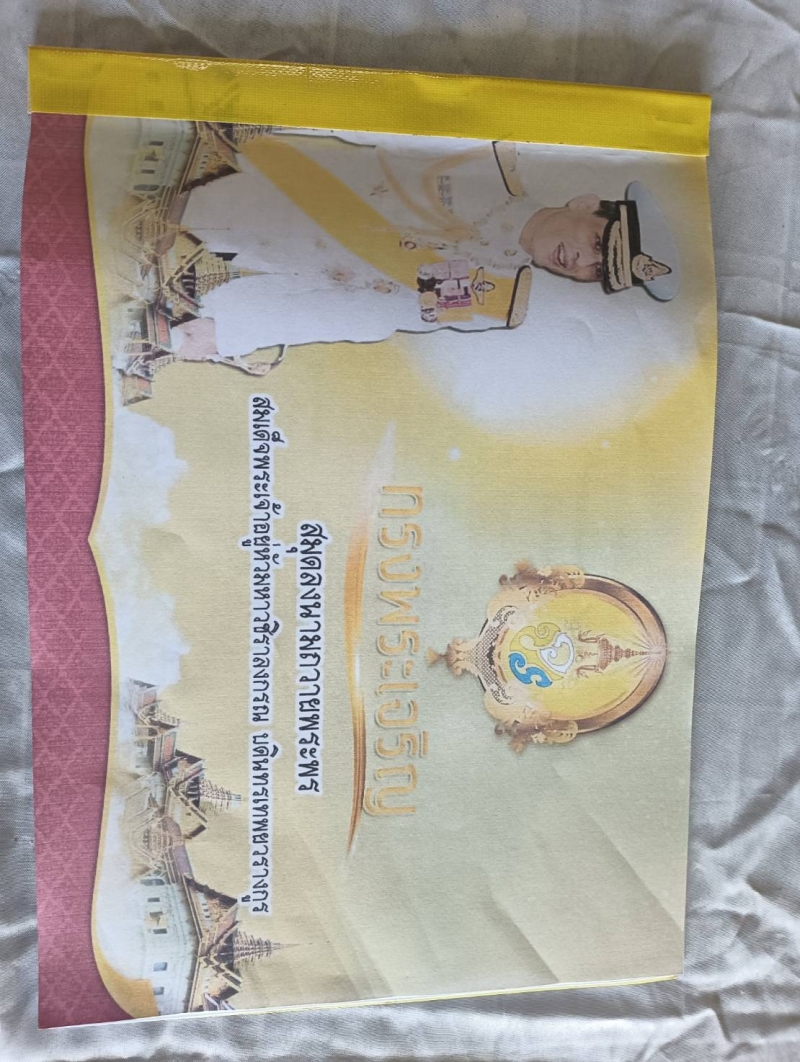 ทรงพระเจริญ
สมุดลงนามถวายพระพร
สมเด็จพระเจ้าอยู่หัวมหาวชิราลงกรณ บดินทรเทพยวรางกูร